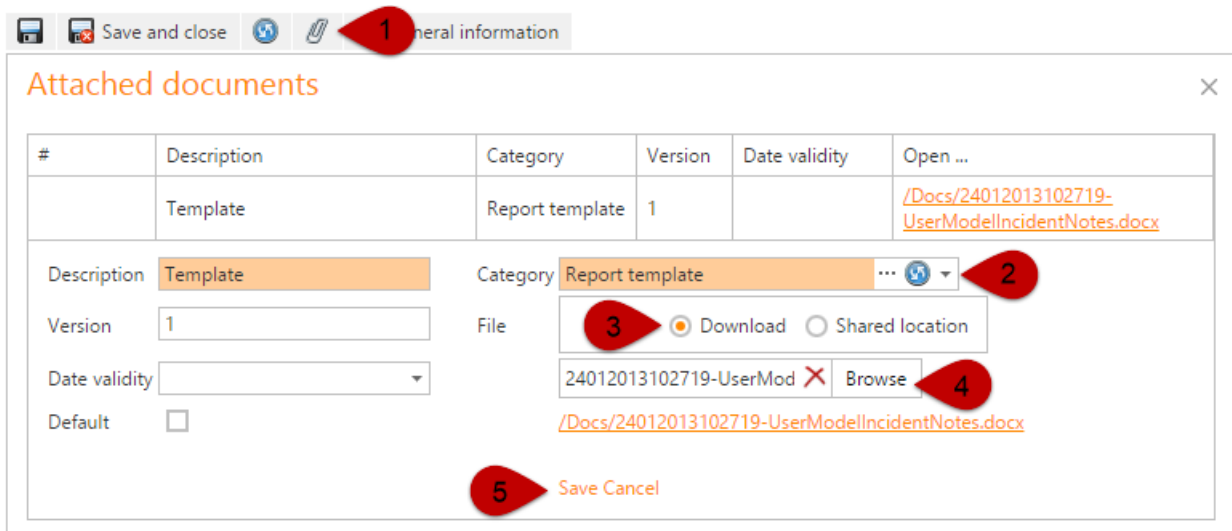 Save and close 1 neral information
Attached documents
# Description Category Version Date validity Open ...
Template Report template 1 /Docs/24012013102719-
UserModelIncidentNotes.docx
Description Template Category Report template ... 2
Version 1 File 3 Download Shared location
Date validity 24012013102719-UserMod Browse 4
Default /Docs/24012013102719-UserModelIncidentNotes.docx
5 Save Cancel